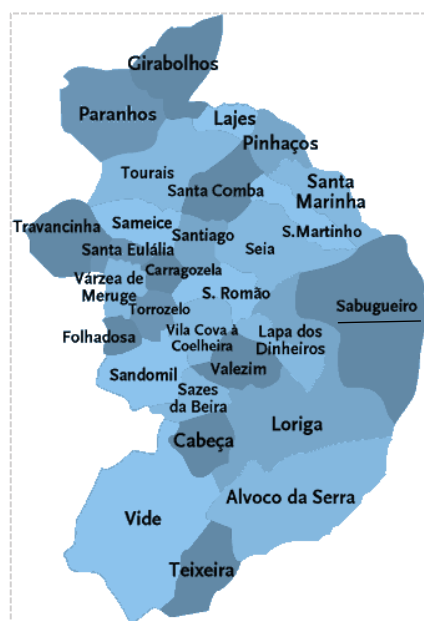 Girabolhos
Paranhos
Lajes
Pinhaços
Tourais
Santa Comba
Santa
Marinha
Travancinha
Sameice
Santiago
S.Martinho
Santa Eulália
Seia
Carragozela
Várzea de
Meruge
S. Romão
Sabugueiro
Torrozelo
Folhadosa
Vila Cova à
Coelheira
Lapa dos
Dinheiros
Sandomil
Valezim
Sazes
da Beira
Cabeça
Loriga
Alvoco da Serra
Vide
Teixeira